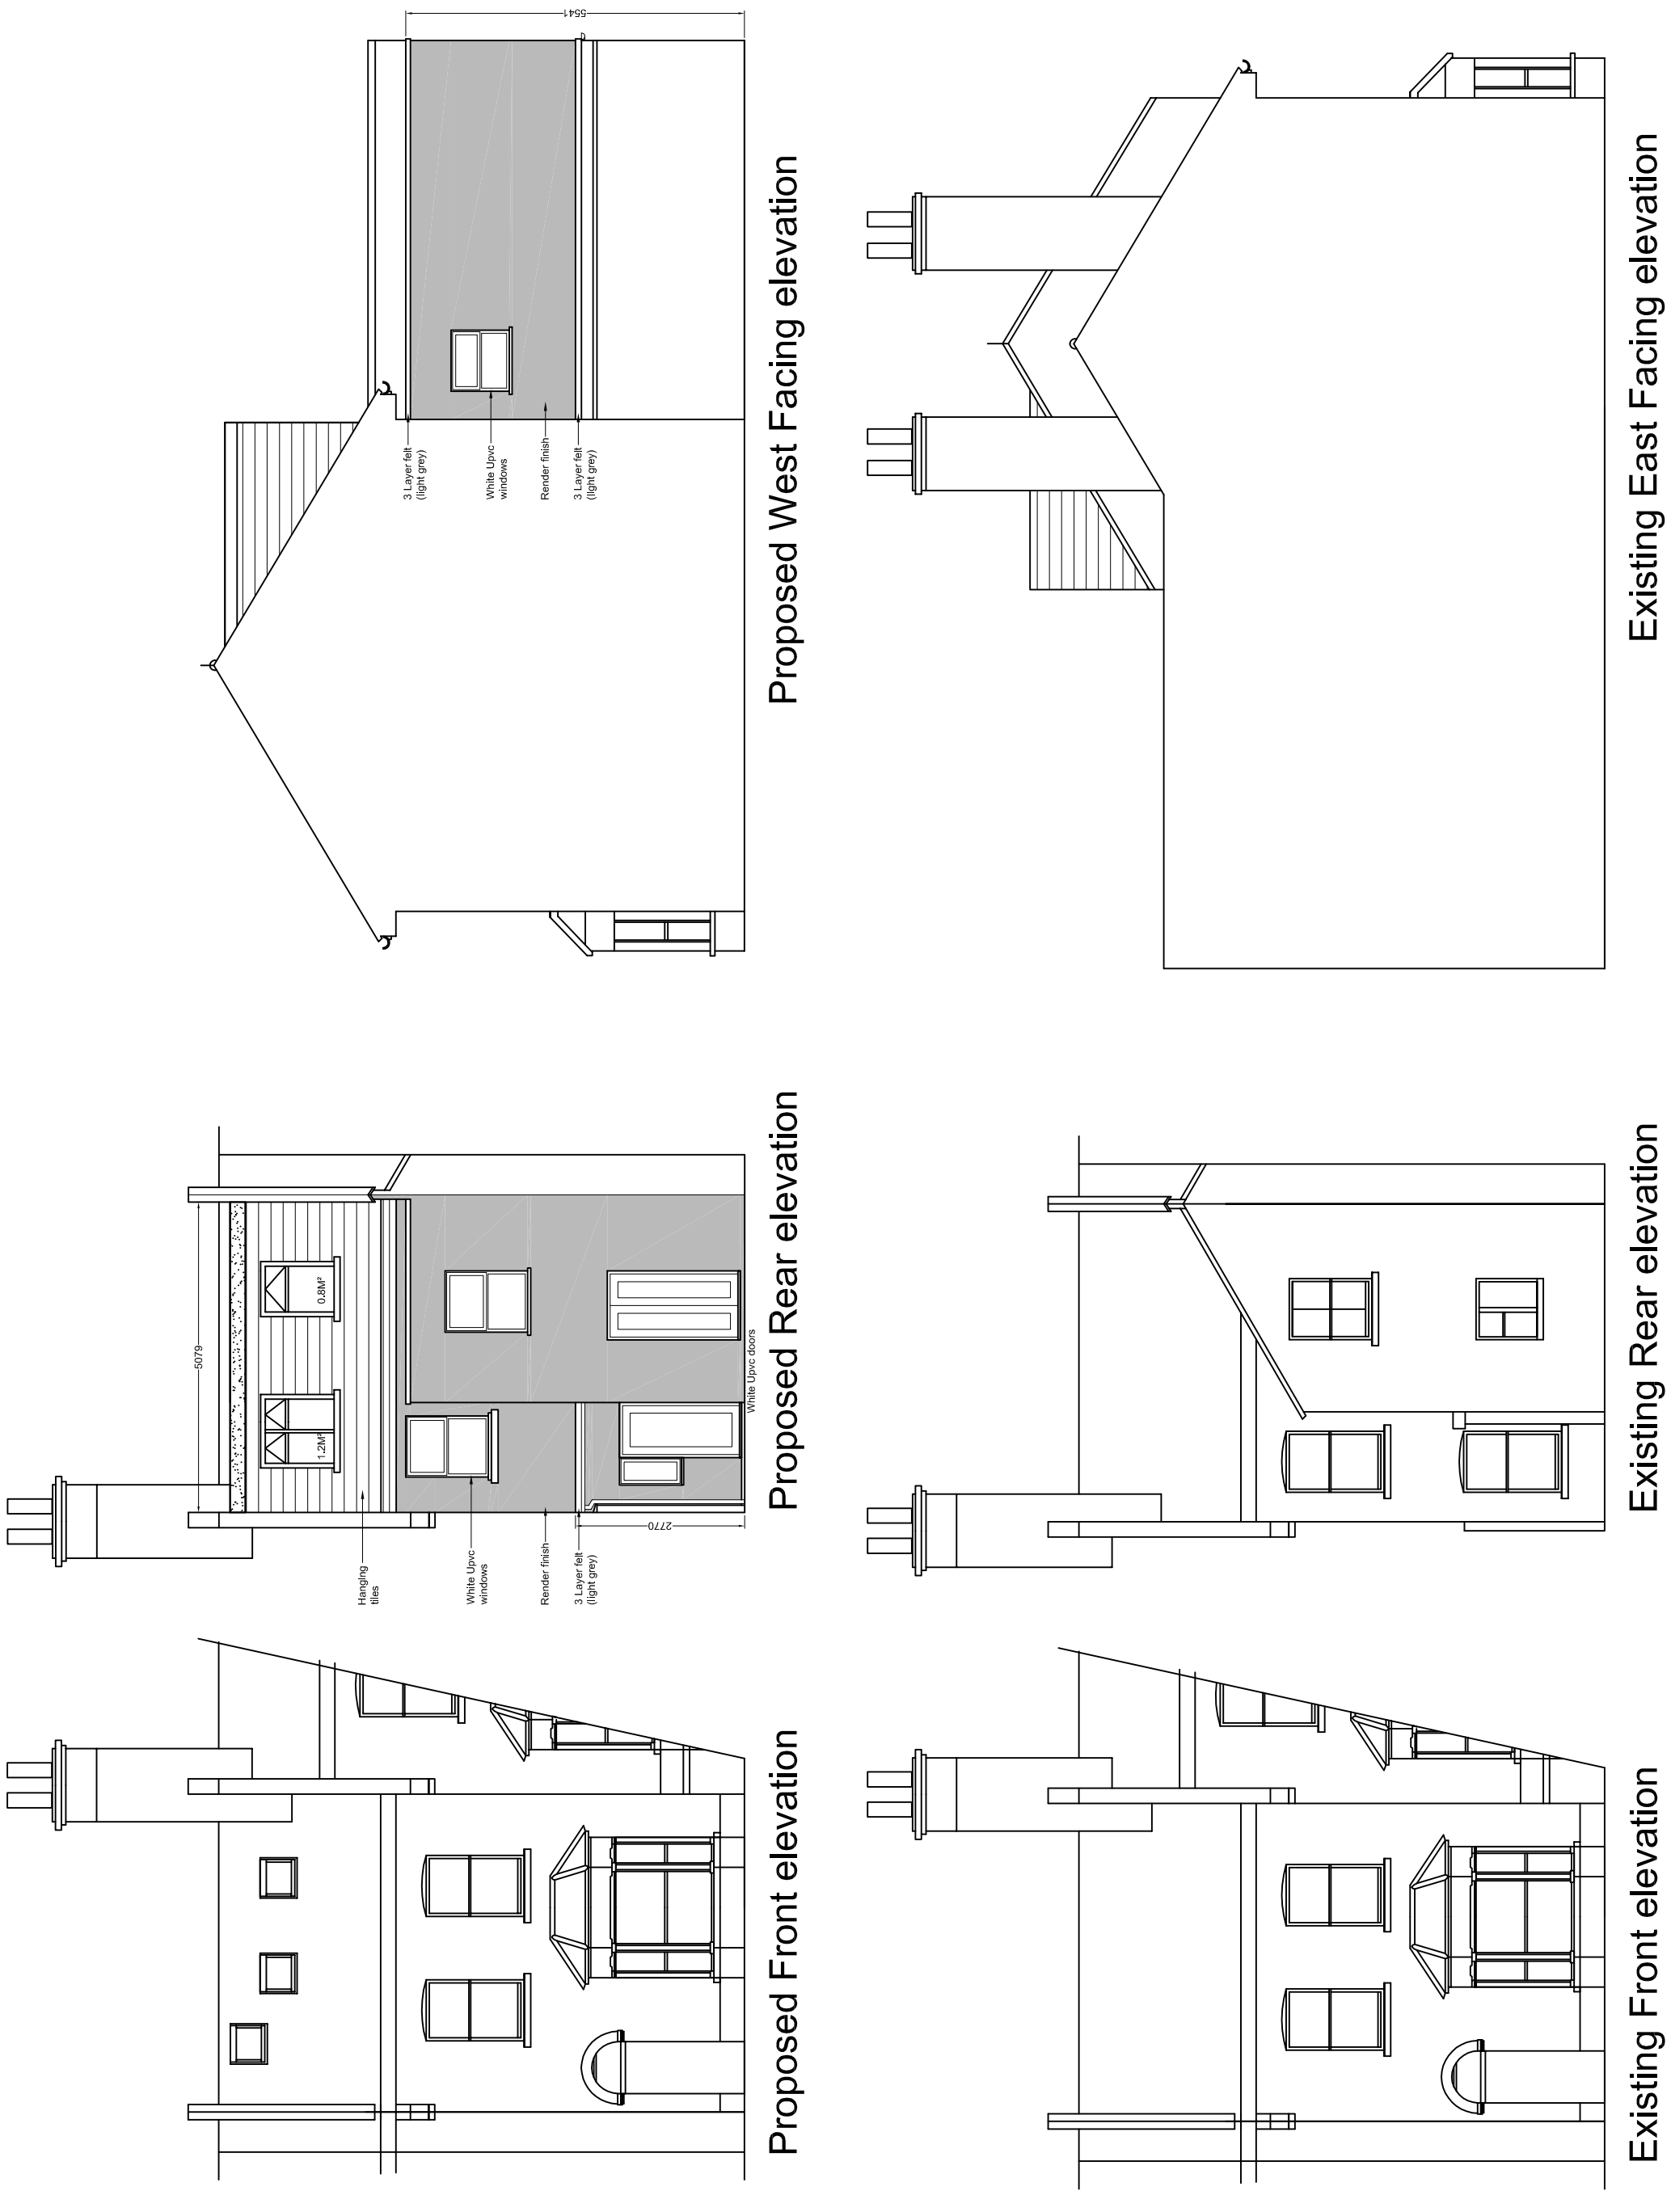 Proposed Front elevation
Hanging
tiles
White Upvc
windows
Render finish
3 Layer felt
(light grey)
5079
1.2M²
0.8M²
2770
White Upvc doors
Proposed Rear elevation
3 Layer felt
(light grey)
White Upvc
windows
Render finish
3 Layer felt
(light grey)
5541
Proposed West Facing elevation
Existing Front elevation
Existing Rear elevation
Existing East Facing elevation